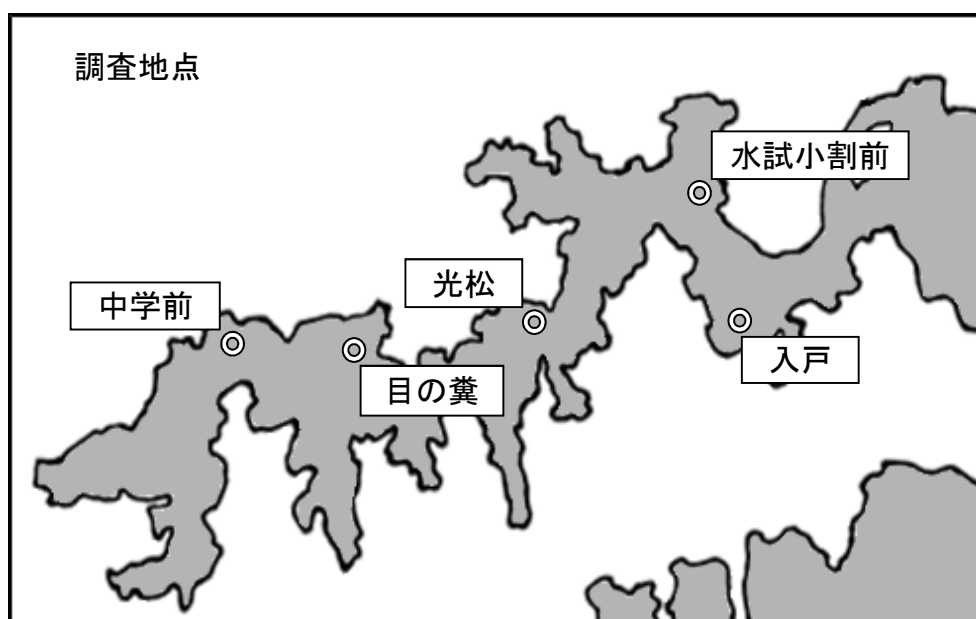 調査地点
水試小割前
光松
中学前
入戸
目の糞